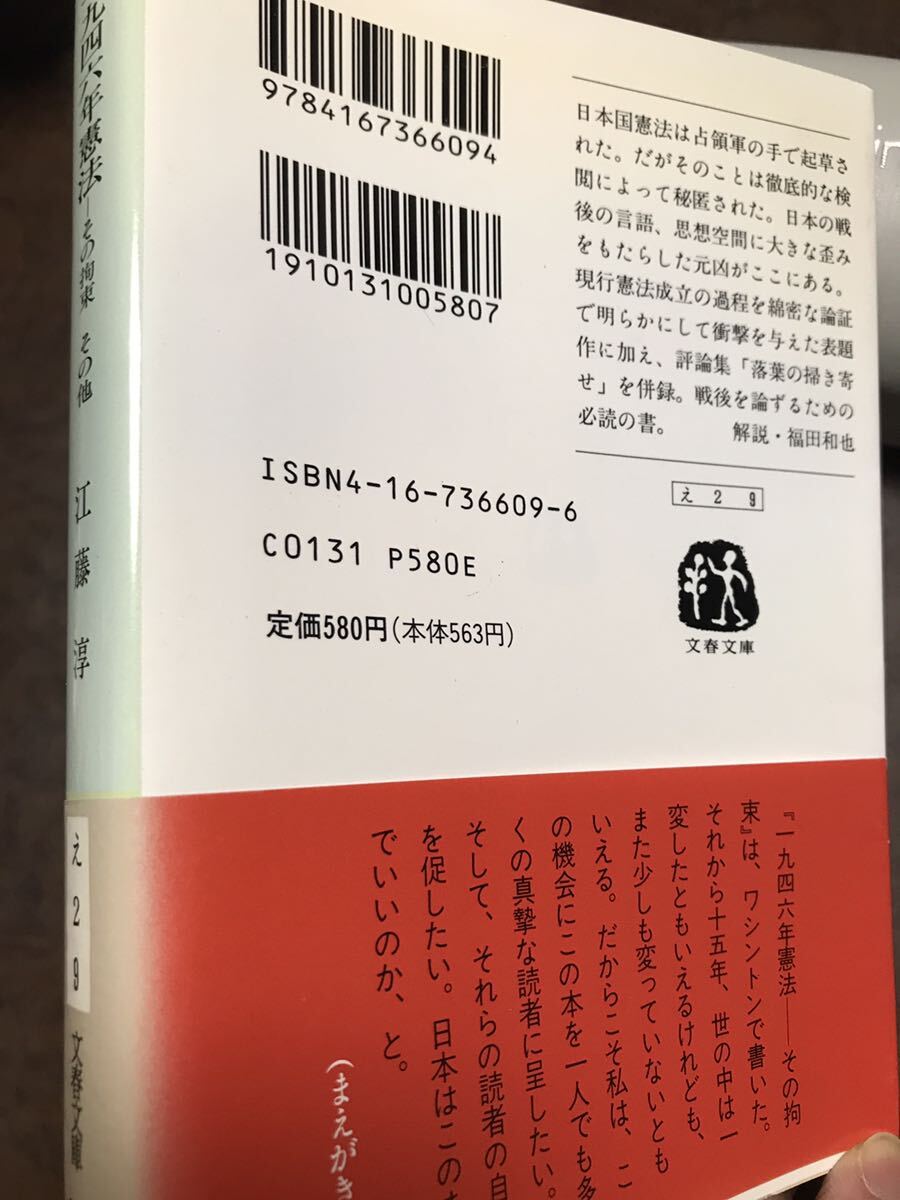 九四六年憲法―その拘束 その他
江藤淳
え29
文春文庫
9784167366094
1910131005807
日本国憲法は占領軍の手で起草さ
れた。だがそのことは徹底的な検
閲によって秘匿された。日本の戦
後の言語、思想空間に大きな歪み
をもたらした元凶がここにある。
現行憲法成立の過程を綿密な論証
で明らかにして衝撃を与えた表題
作に加え、評論集「落葉の掃き寄
せ」を併録。戦後を論ずるための
必読の書。 解説・福田和也
ISBN4-16-736609-6
C0131 P580E
定価580円(本体563円)
え29
文春文庫
『一九四六年憲法――その拘
束』は、ワシントンで書いた。
それから十五年、世の中は一
変したともいえるけれども、
また少しも変っていないとも
いえる。だからこそ私は、こ
の機会にこの本を一人でも多
くの真摯な読者に呈したい。
そして、それらの読者の自
を促したい。日本はこのま
でいいのか、と。
(まえがき